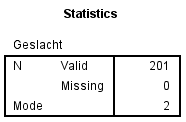 Statistics
Geslacht
N Valid 201
Missing 0
Mode 2